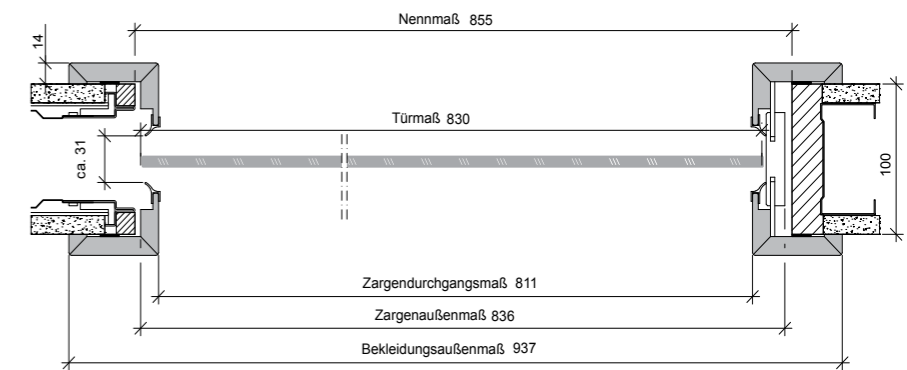 Nennmaß 855
14
Türmaß 830
ca. 31
100
Zargendurchgangsmaß 811
Zargenaußenmaß 836
Bekleidungsaußenmaß 937